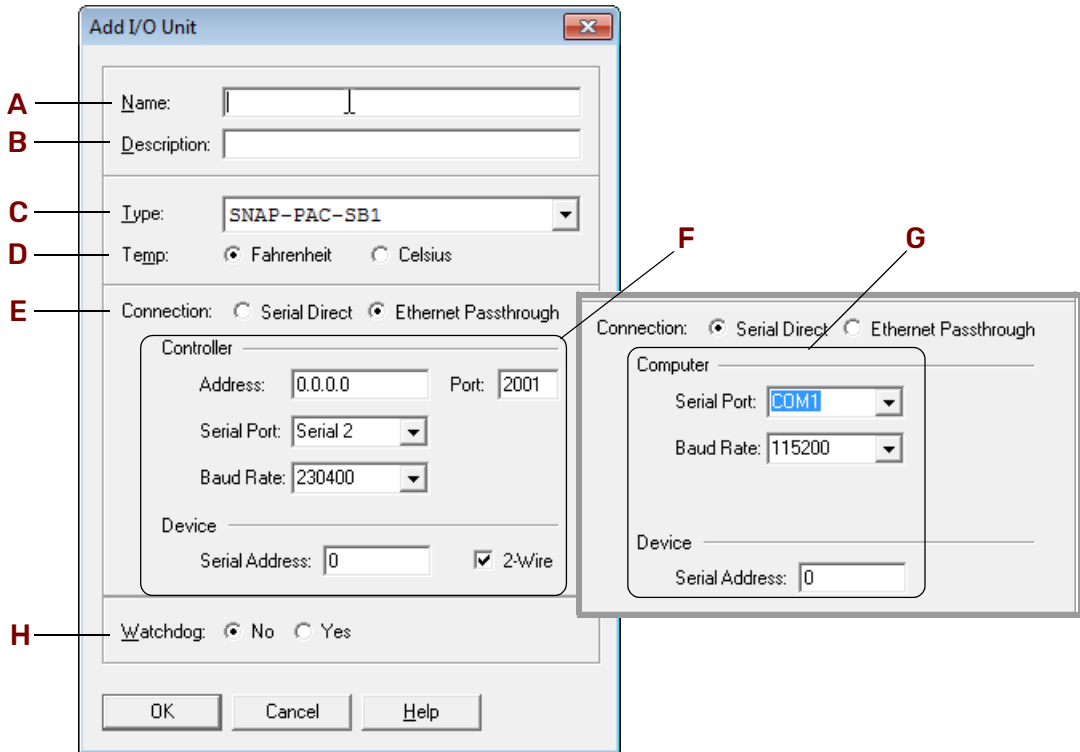 Add I/O Unit
A
Name:
B
Description:
C
Type: SNAP-PAC-SB1
D
Temp: Fahrenheit Celsius
F
G
E
Connection: Serial Direct Ethernet Passthrough
Controller
Address: 0.0.0.0 Port: 2001
Serial Port: Serial 2
Baud Rate: 230400
Device
Serial Address: 0 2-Wire
Connection: Serial Direct Ethernet Passthrough
Computer
Serial Port: COM1
Baud Rate: 115200
Device
Serial Address: 0
H
Watchdog: No Yes
OK Cancel Help